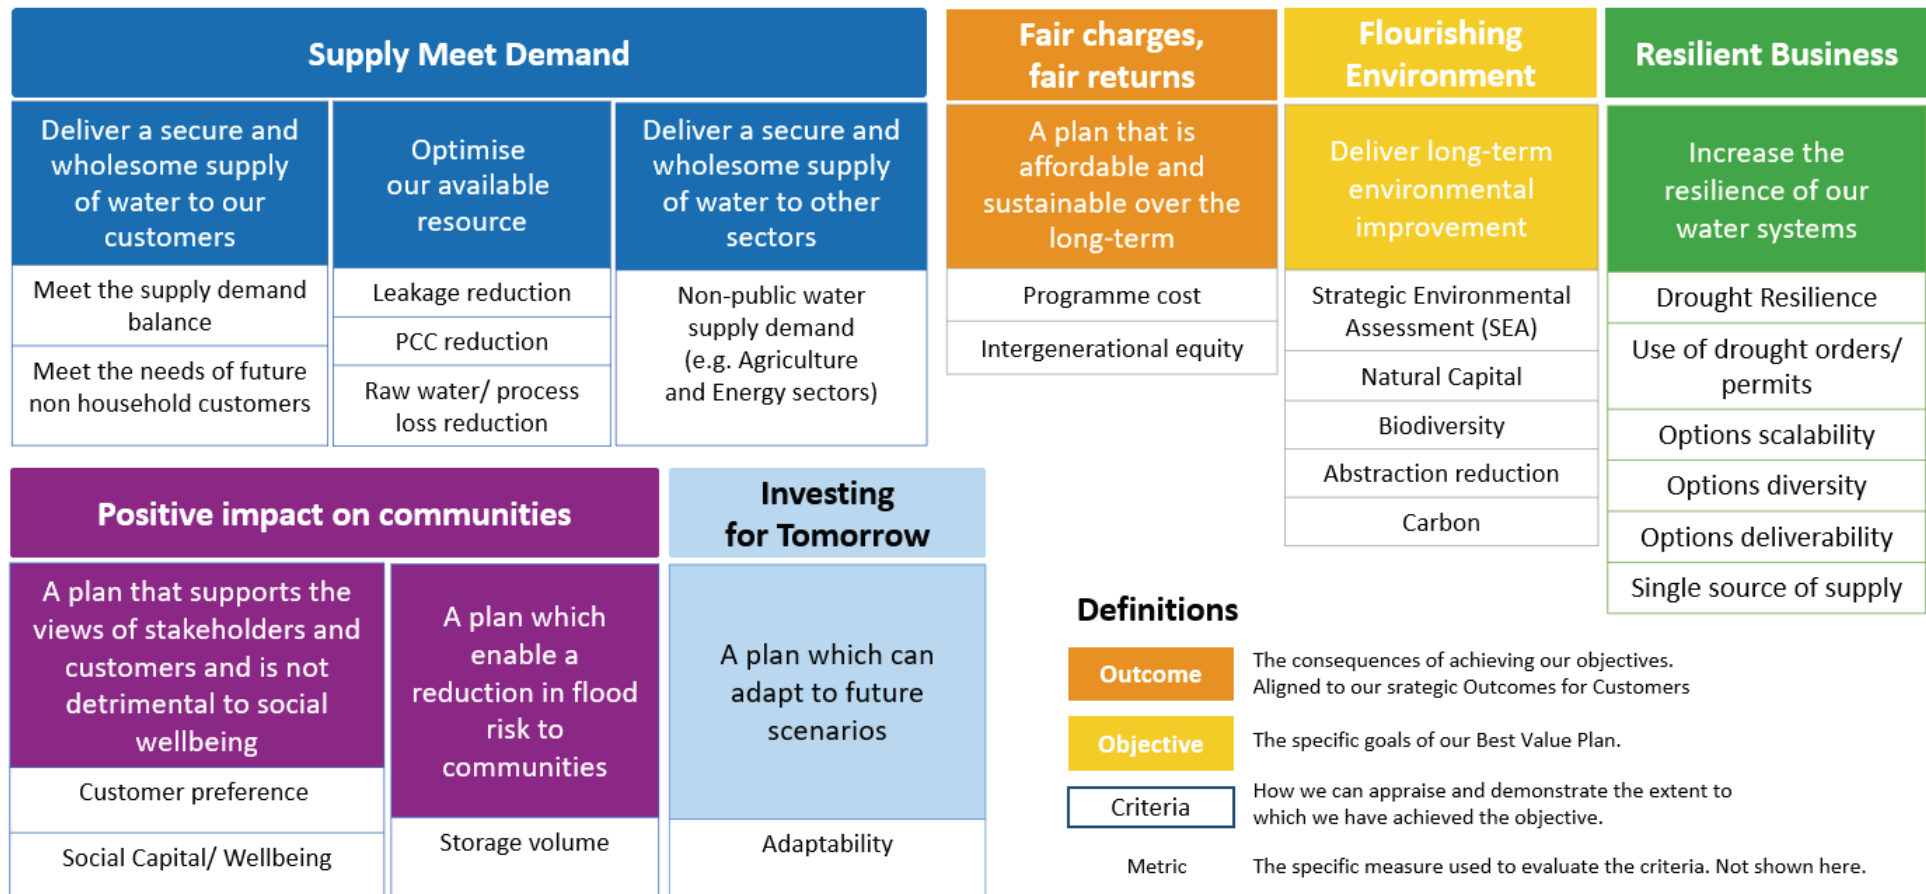 Supply Meet Demand
Deliver a secure and
wholesome supply
of water to our
customers
Meet the supply demand
balance
Meet the needs of future
non household customers
Optimise
our available
resource
Leakage reduction
PCC reduction
Raw water/ process
loss reduction
Deliver a secure and
wholesome supply
of water to other
sectors
Non-public water
supply demand
(e.g. Agriculture
and Energy sectors)
Fair charges,
fair returns
A plan that is
affordable and
sustainable over the
long-term
Programme cost
Intergenerational equity
Flourishing
Environment
Deliver long-term
environmental
improvement
Strategic Environmental
Assessment (SEA)
Natural Capital
Biodiversity
Abstraction reduction
Carbon
Resilient Business
Increase the
resilience of our
water systems
Drought Resilience
Use of drought orders/
permits
Options scalability
Options diversity
Options deliverability
Single source of supply
Positive impact on communities
A plan that supports the
views of stakeholders and
customers and is not
detrimental to social
wellbeing
Customer preference
Social Capital/ Wellbeing
A plan which
enable a
reduction in flood
risk to
communities
Storage volume
Investing
for Tomorrow
A plan which can
adapt to future
scenarios
Adaptability
Definitions
Outcome
The consequences of achieving our objectives.
Aligned to our srategic Outcomes for Customers
Objective
The specific goals of our Best Value Plan.
Criteria
How we can appraise and demonstrate the extent to
which we have achieved the objective.
Metric
The specific measure used to evaluate the criteria. Not shown here.